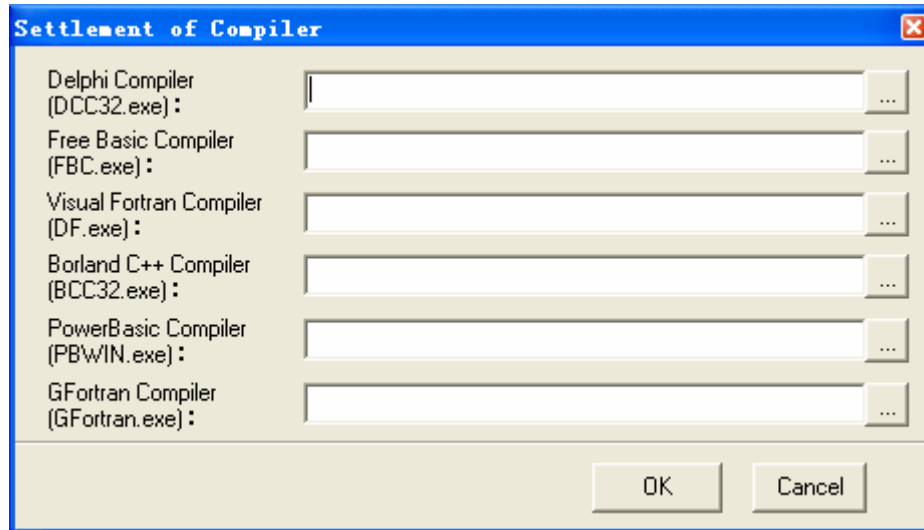 Settlement of Compiler
Delphi Compiler
(DCC32.exe):
...
Free Basic Compiler
(FBC.exe):
...
Visual Fortran Compiler
(DF.exe):
...
Borland C++ Compiler
(BCC32.exe):
...
PowerBasic Compiler
(PBWIN.exe):
...
GFortran Compiler
(GFortran.exe):
...
OK
Cancel